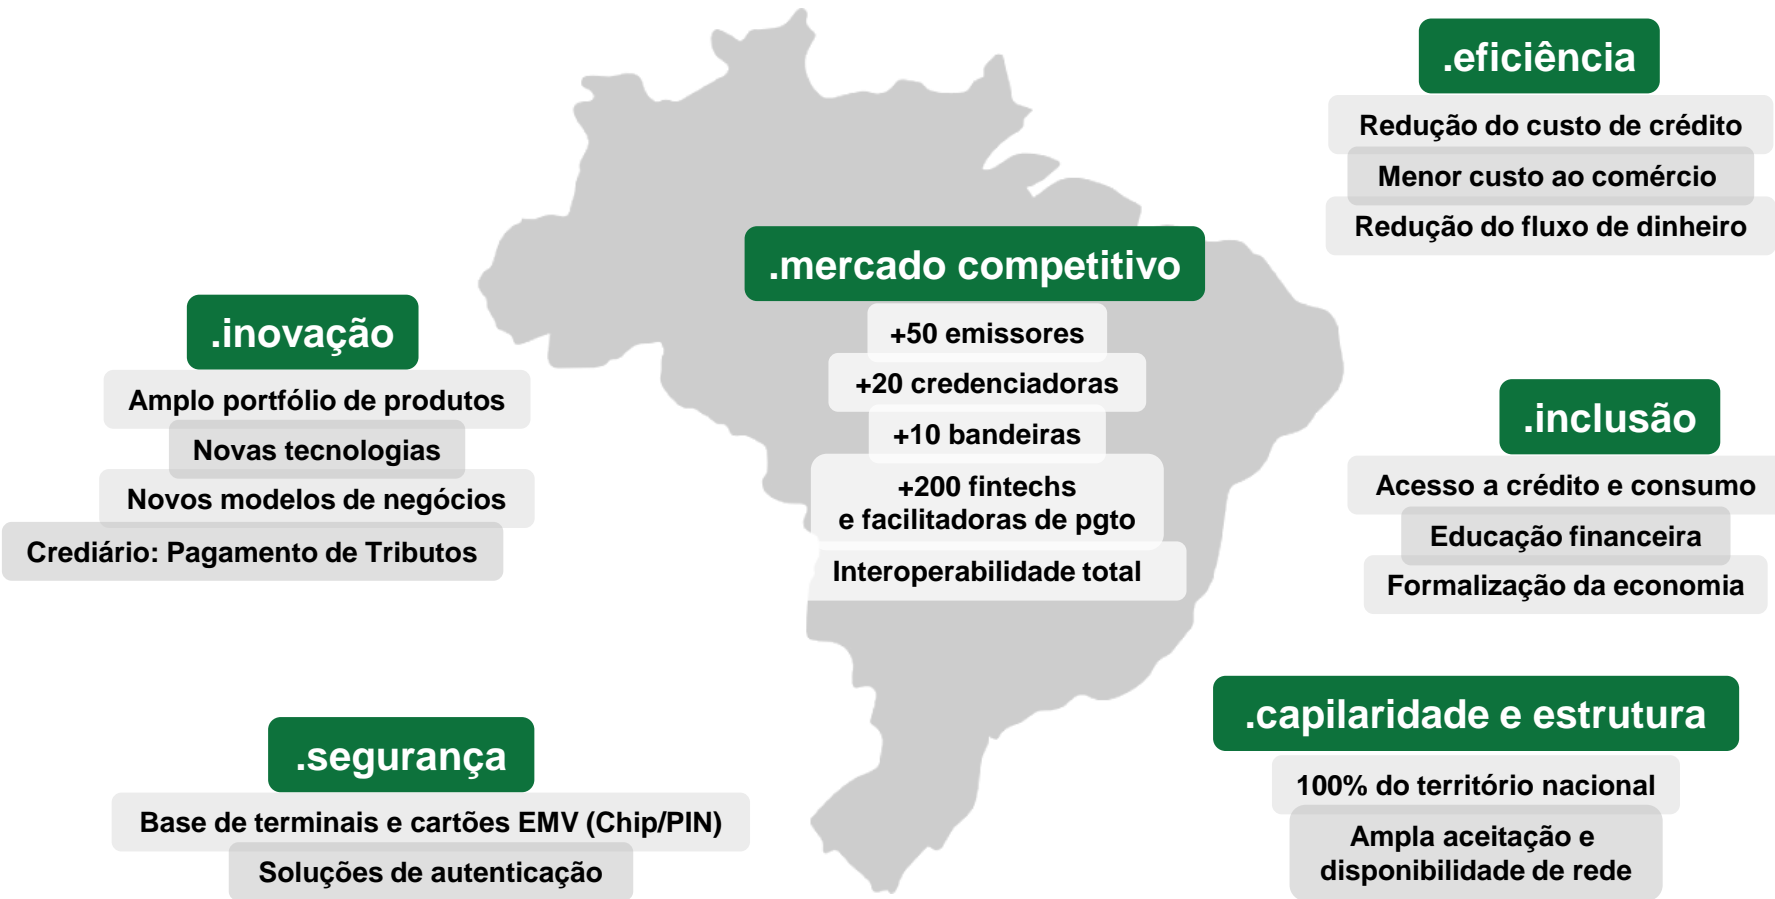 .eficiência
Redução do custo de crédito
Menor custo ao comércio
Redução do fluxo de dinheiro
.mercado competitivo
+50 emissores
+20 credenciadoras
+10 bandeiras
+200 fintechs
e facilitadoras de pgto
Interoperabilidade total
.inovação
Amplo portfólio de produtos
Novas tecnologias
Novos modelos de negócios
Crediário: Pagamento de Tributos
.inclusão
Acesso a crédito e consumo
Educação financeira
Formalização da economia
.segurança
Base de terminais e cartões EMV (Chip/PIN)
Soluções de autenticação
.capilaridade e estrutura
100% do território nacional
Ampla aceitação e
disponibilidade de rede